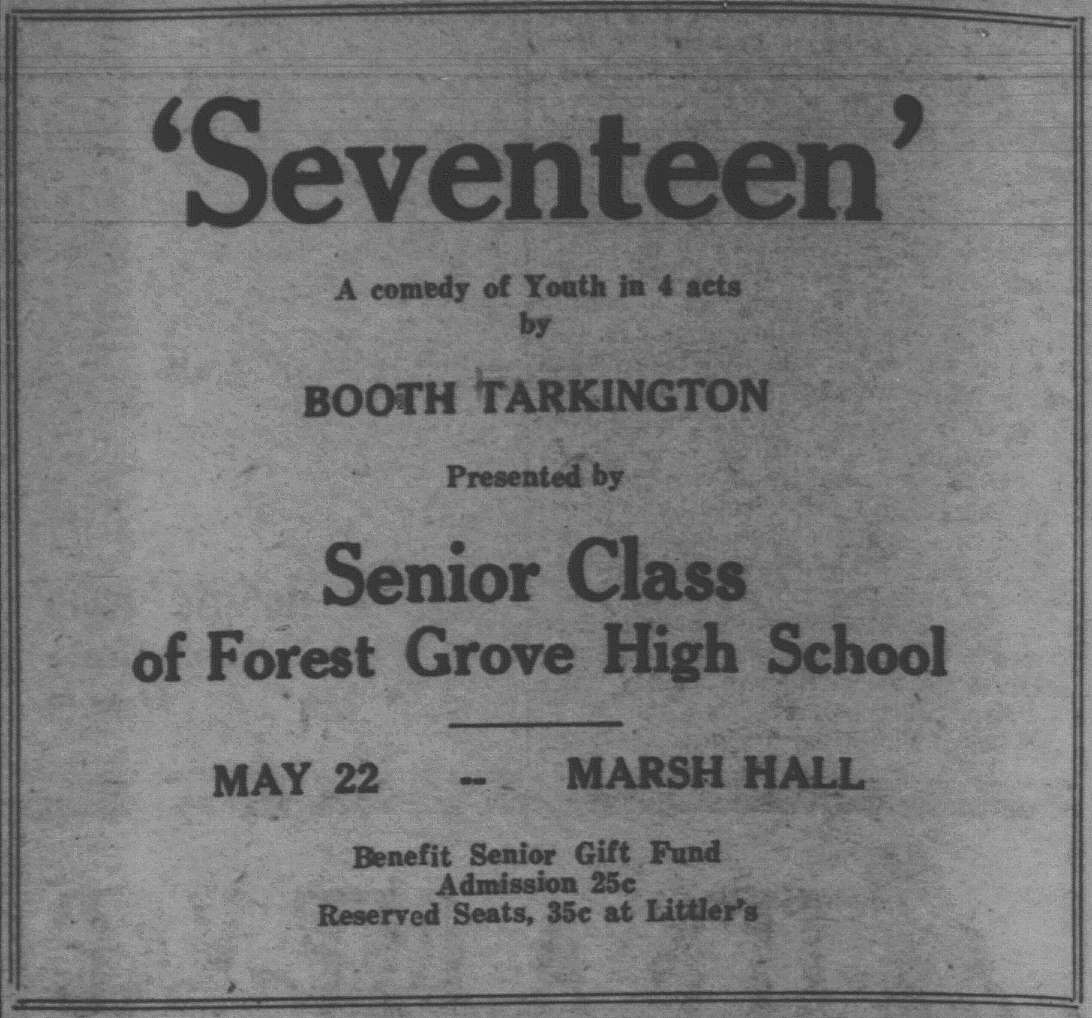 ‘Seventeen’
A comedy of Youth in 4 acts
by
BOOTH TARKINGTON
Presented by
Senior Class
of Forest Grove High School
MAY 22 -- MARSH HALL
Benefit Senior Gift Fund
Admission 25c
Reserved Seats, 35c at Littler's